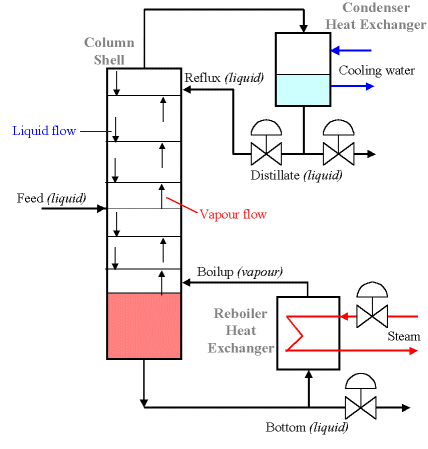 Condenser
Heat Exchanger
Column
Shell
Reflux (liquid)
Cooling water
Liquid flow
Distillate (liquid)
Feed (liquid)
Vapour flow
Boilup (vapour)
Reboiler
Heat
Exchanger
Steam
Bottom (liquid)